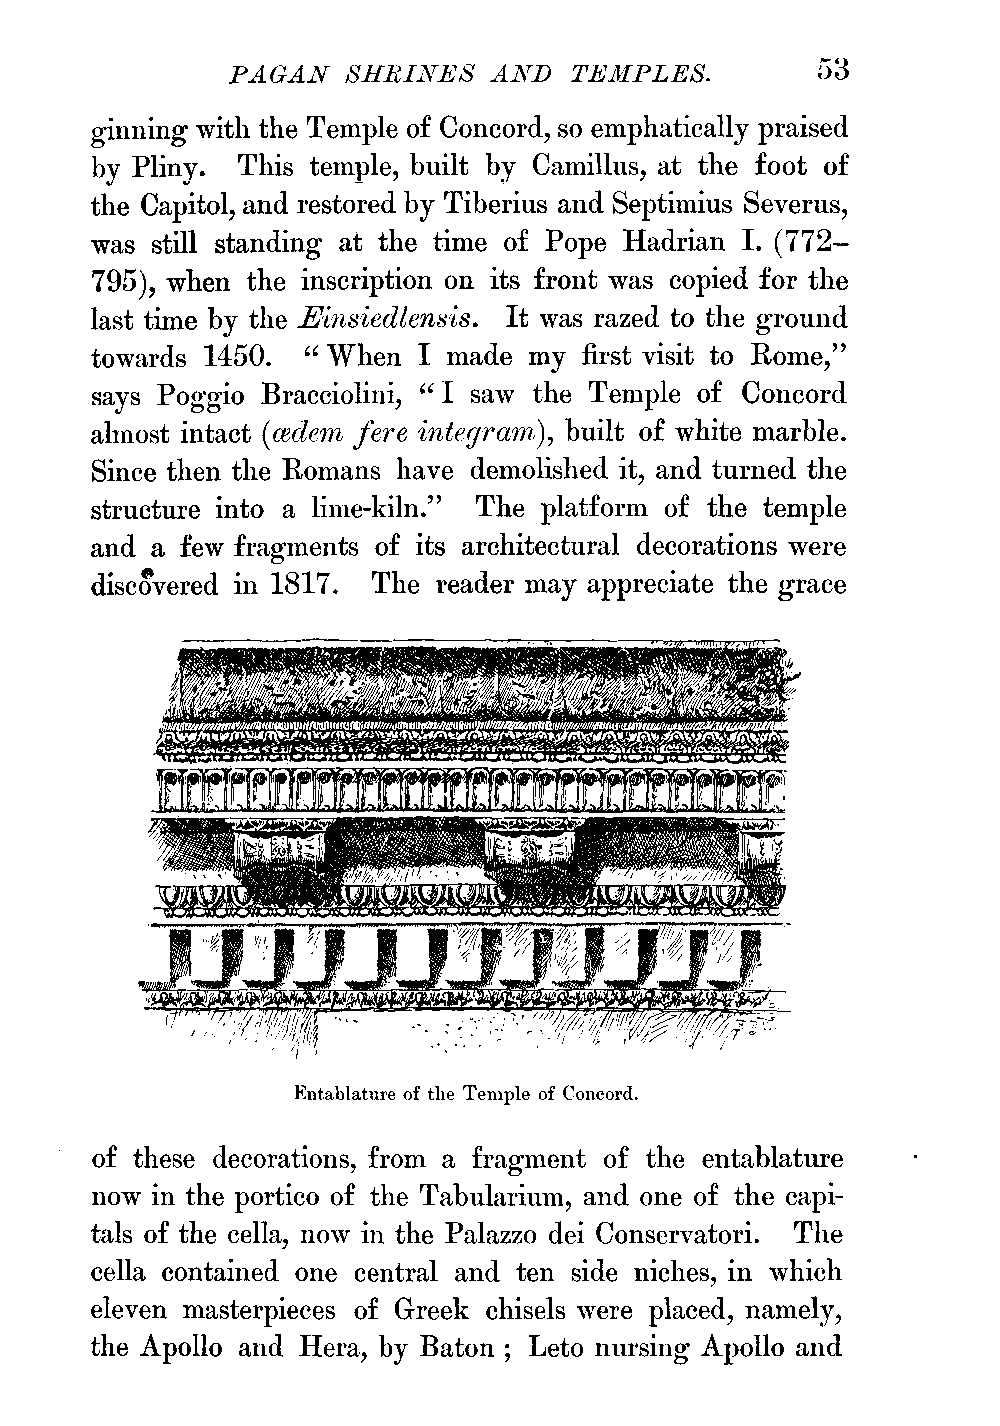 PAGAN SHRINES AND TEMPLES. 53
ginning with the Temple of Concord, so emphatically praised
by Pliny. This temple, built by Camillus, at the foot of
the Capitol, and restored by Tiberius and Septimius Severus,
was still standing at the time of Pope Hadrian I. (772–
795), when the inscription on its front was copied for the
last time by the Einsiedlensis. It was razed to the ground
towards 1450. “When I made my first visit to Rome,”
says Poggio Bracciolini, “I saw the Temple of Concord
almost intact (ædem fere integram), built of white marble.
Since then the Romans have demolished it, and turned the
structure into a lime-kiln.” The platform of the temple
and a few fragments of its architectural decorations were
discovered in 1817. The reader may appreciate the grace
Entablature of the Temple of Concord.
of these decorations, from a fragment of the entablature
now in the portico of the Tabularium, and one of the capi-
tals of the cella, now in the Palazzo dei Conservatori. The
cella contained one central and ten side niches, in which
eleven masterpieces of Greek chisels were placed, namely,
the Apollo and Hera, by Baton ; Leto nursing Apollo and